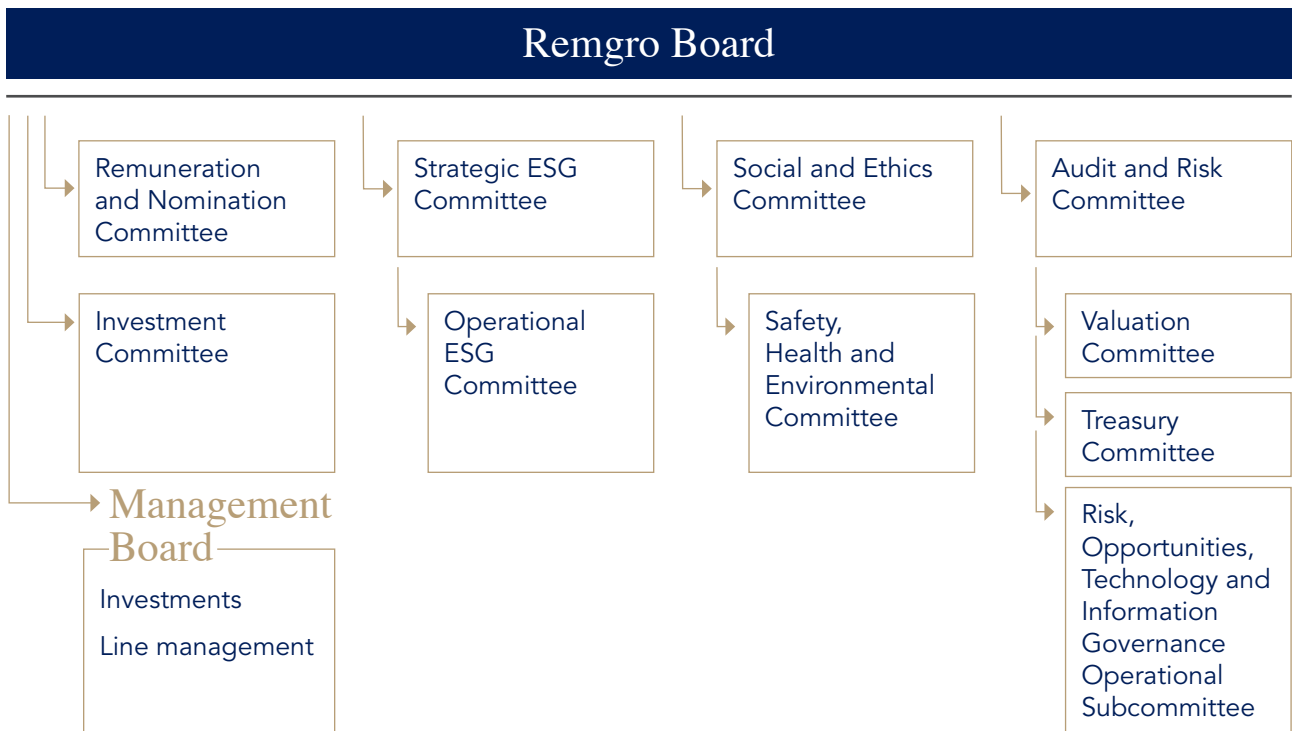 Remgro Board
Remuneration
and Nomination
Committee
Strategic ESG
Committee
Social and Ethics
Committee
Audit and Risk
Committee
Investment
Committee
Operational
ESG
Committee
Safety,
Health and
Environmental
Committee
Valuation
Committee
Treasury
Committee
Risk,
Opportunities,
Technology and
Information
Governance
Operational
Subcommittee
Management
Board
Investments
Line management